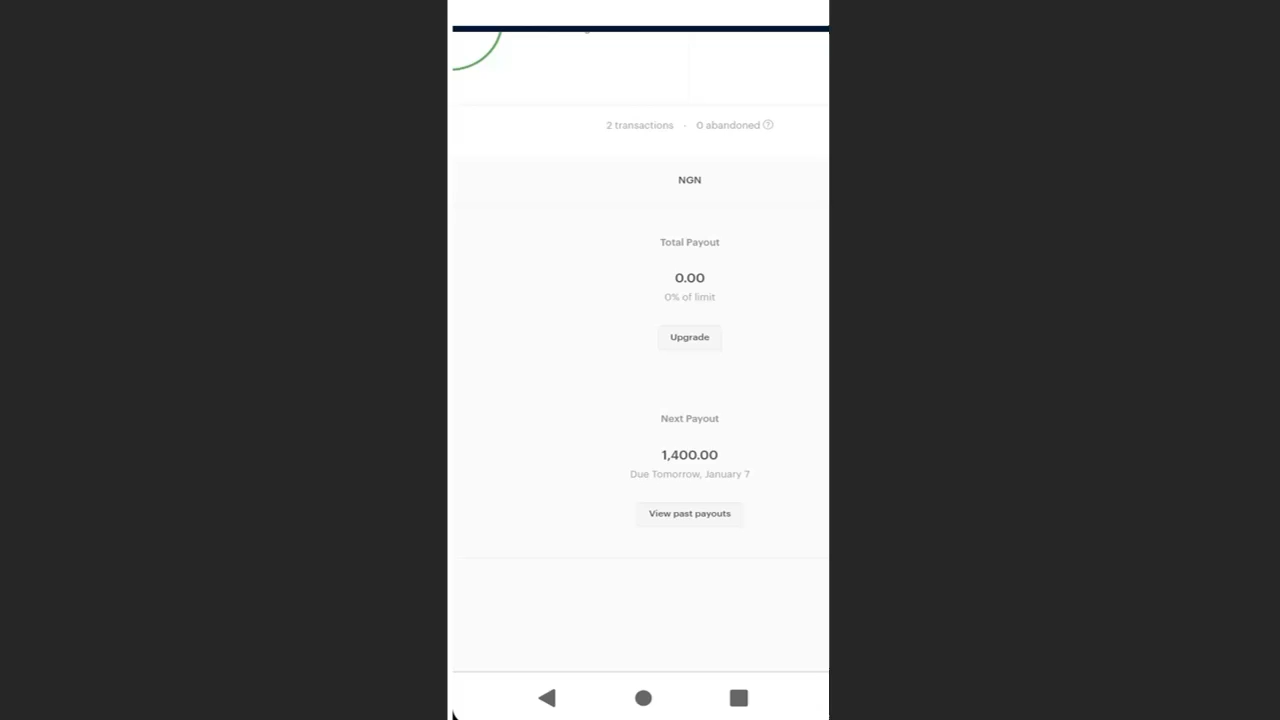 2 transactions - 0 abandoned
NGN
Total Payout
0.00
0% of limit
Upgrade
Next Payout
1,400.00
Due Tomorrow, January 7
View past payouts